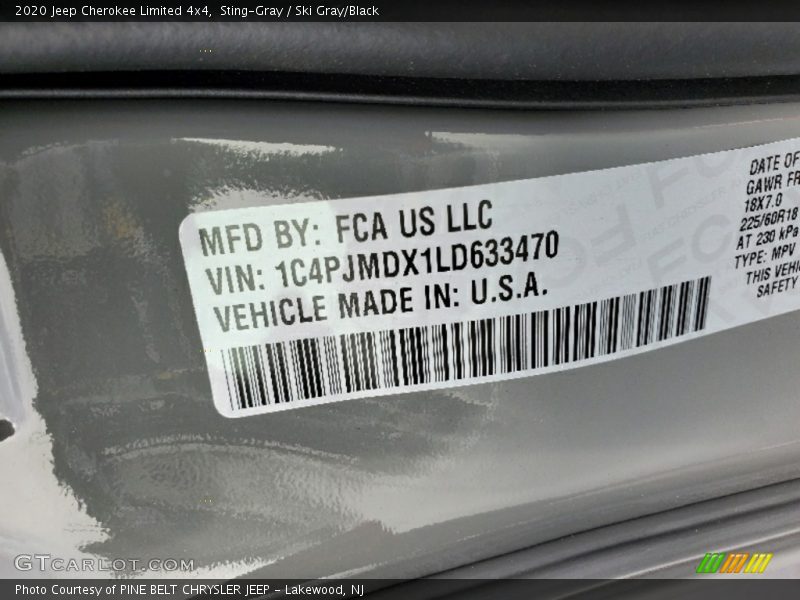 2020 Jeep Cherokee Limited 4x4, Sting-Gray / Ski Gray/Black
MFD BY: FCA US LLC
VIN: 1C4PJMDX1LD633470
VEHICLE MADE IN: U.S.A.
DATE OF
GAWR FR
18X7.0
225/60R18
AT 230 kPa
TYPE: MPV
THIS VEHI
SAFETY
GTCARLOT.COM
Photo Courtesy of PINE BELT CHRYSLER JEEP - Lakewood, NJ